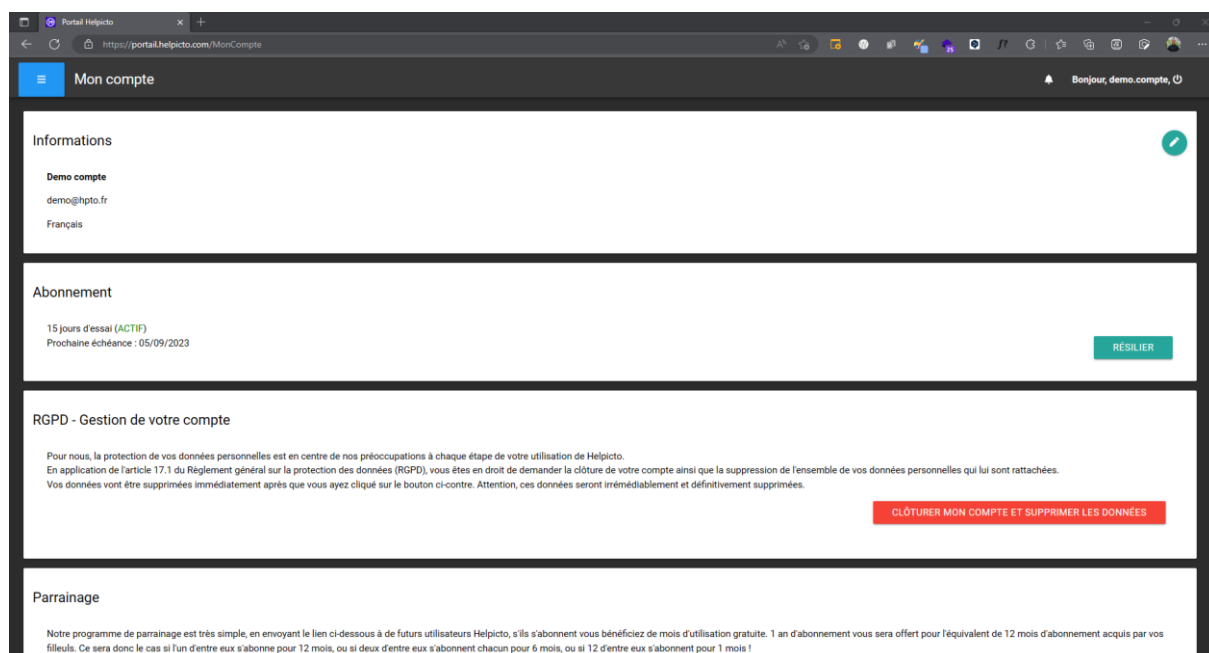 Portail Helpicto
https://portail.helpicto.com/MonCompte
Mon compte
Bonjour, demo.compte,
Informations
Demo compte
demo@hpto.fr
Français
Abonnement
15 jours d'essai (ACTIF)
Prochaine échéance : 05/09/2023
RÉSILIER
RGPD - Gestion de votre compte
Pour nous, la protection de vos données personnelles est en centre de nos préoccupations à chaque étape de votre utilisation de Helpicto.
En application de l'article 17.1 du Règlement général sur la protection des données (RGPD), vous êtes en droit de demander la clôture de votre compte ainsi que la suppression de l'ensemble de vos données personnelles qui lui sont rattachées.
Vos données vont être supprimées immédiatement après que vous ayez cliqué sur le bouton ci-contre. Attention, ces données seront irrémédiablement et définitivement supprimées.
CLÔTURER MON COMPTE ET SUPPRIMER LES DONNÉES
Parrainage
Notre programme de parrainage est très simple, en envoyant le lien ci-dessous à de futurs utilisateurs Helpicto, s'ils s'abonnent vous bénéficiez de mois d'utilisation gratuite. 1 an d'abonnement vous sera offert pour l'équivalent de 12 mois d'abonnement acquis par vos
filleuls. Ce sera donc le cas si l'un d'entre eux s'abonne pour 12 mois, ou si deux d'entre eux s'abonnent chacun pour 6 mois, ou si 12 d'entre eux s'abonnent pour 1 mois !